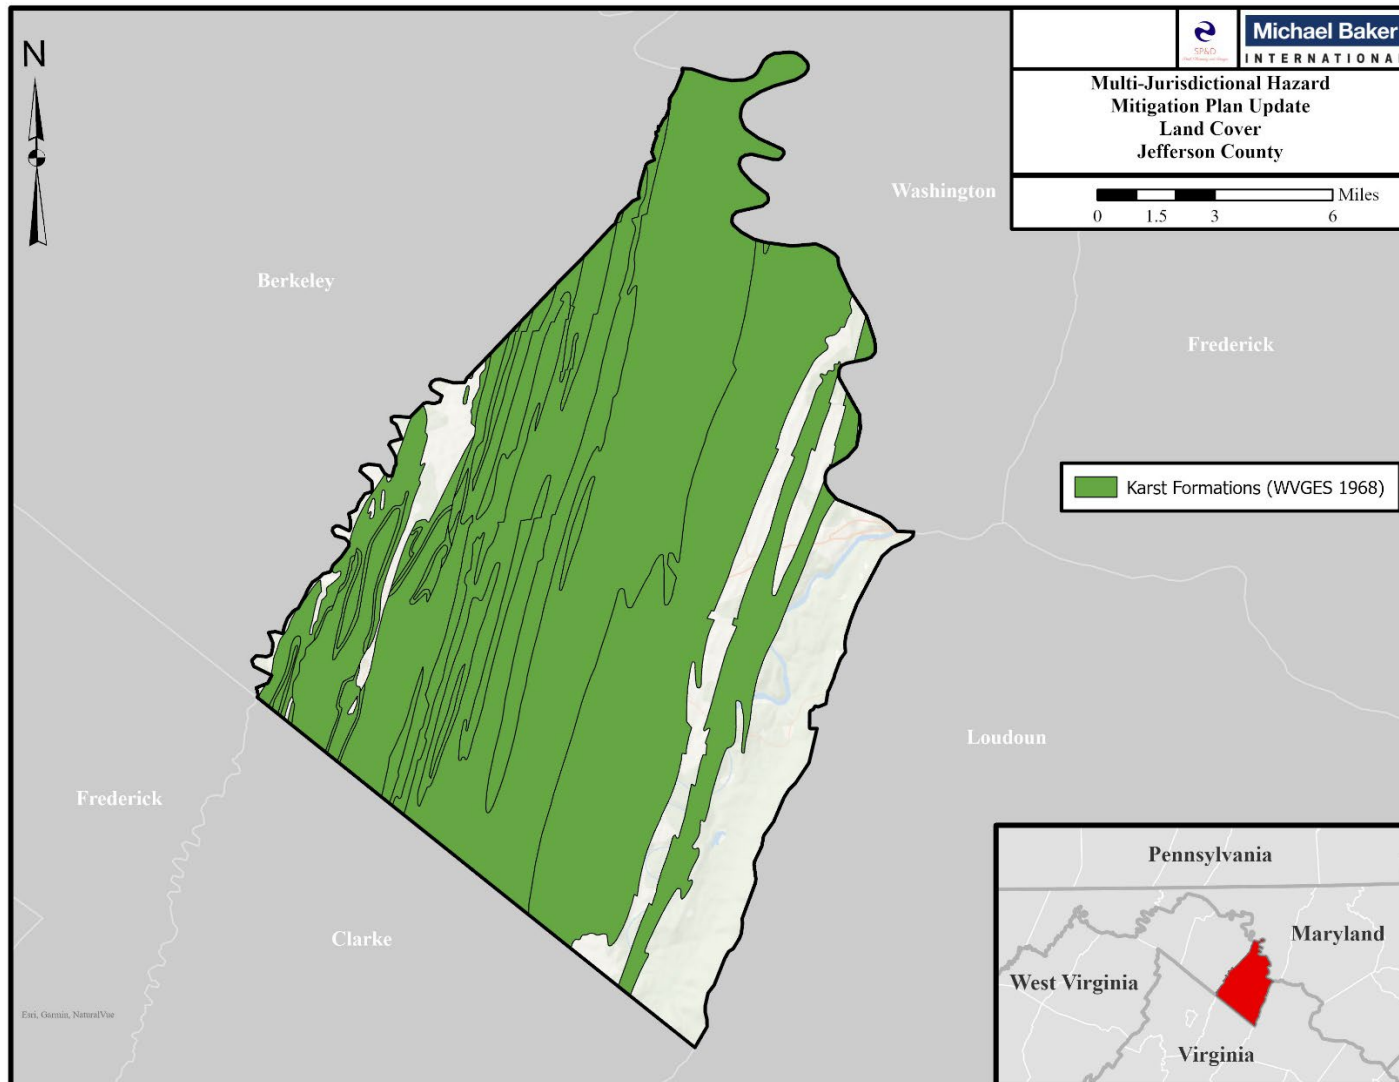 N
SP&D
Michael Baker
INTERNATIONAL
Multi-Jurisdictional Hazard
Mitigation Plan Update
Land Cover
Jefferson County
Miles
0 1.5 3 6
Washington
Berkeley
Frederick
Karst Formations (WVGES 1968)
Loudoun
Frederick
Clarke
Pennsylvania
Maryland
West Virginia
Virginia
Esri, Garmin, NaturalVue